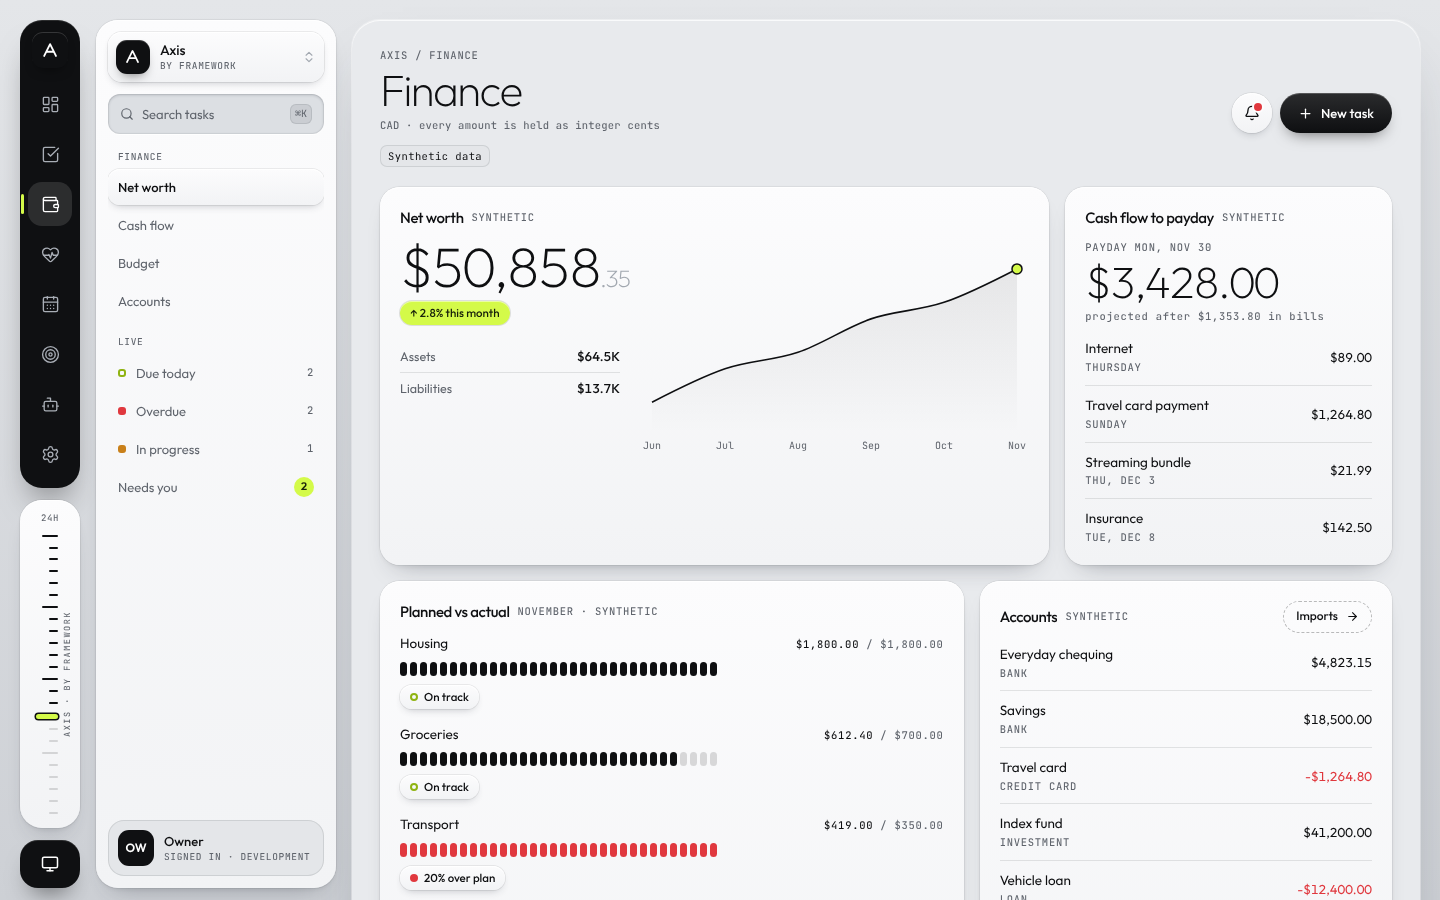 A
24H
AXIS · BY FRAMEWORK
A
Axis
BY FRAMEWORK
Search tasks
⌘K
FINANCE
Net worth
Cash flow
Budget
Accounts
LIVE
Due today 2
Overdue 2
In progress 1
Needs you 2
OW
Owner
SIGNED IN · DEVELOPMENT
AXIS / FINANCE
Finance
CAD · every amount is held as integer cents
Synthetic data
New task
Net worth SYNTHETIC
$50,858.35
↑ 2.8% this month
Assets $64.5K
Liabilities $13.7K
Jun Jul Aug Sep Oct Nov
Cash flow to payday SYNTHETIC
PAYDAY MON, NOV 30
$3,428.00
projected after $1,353.80 in bills
Internet
THURSDAY
$89.00
Travel card payment
SUNDAY
$1,264.80
Streaming bundle
THU, DEC 3
$21.99
Insurance
TUE, DEC 8
$142.50
Planned vs actual NOVEMBER · SYNTHETIC
Housing $1,800.00 / $1,800.00
On track
Groceries $612.40 / $700.00
On track
Transport $419.00 / $350.00
20% over plan
Accounts SYNTHETIC
Imports →
Everyday chequing
BANK
$4,823.15
Savings
BANK
$18,500.00
Travel card
CREDIT CARD
-$1,264.80
Index fund
INVESTMENT
$41,200.00
Vehicle loan
LOAN
-$12,400.00